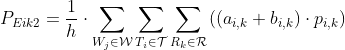 $P_{Eik2} = \frac{1}{h} \cdot \sum_{W_j \in \mathcal{W}} \sum_{T_i \in \mathcal{T}} \sum_{R_k \in \mathcal{R}} ((a_{i,k} + b_{i,k}) \cdot p_{i,k})$